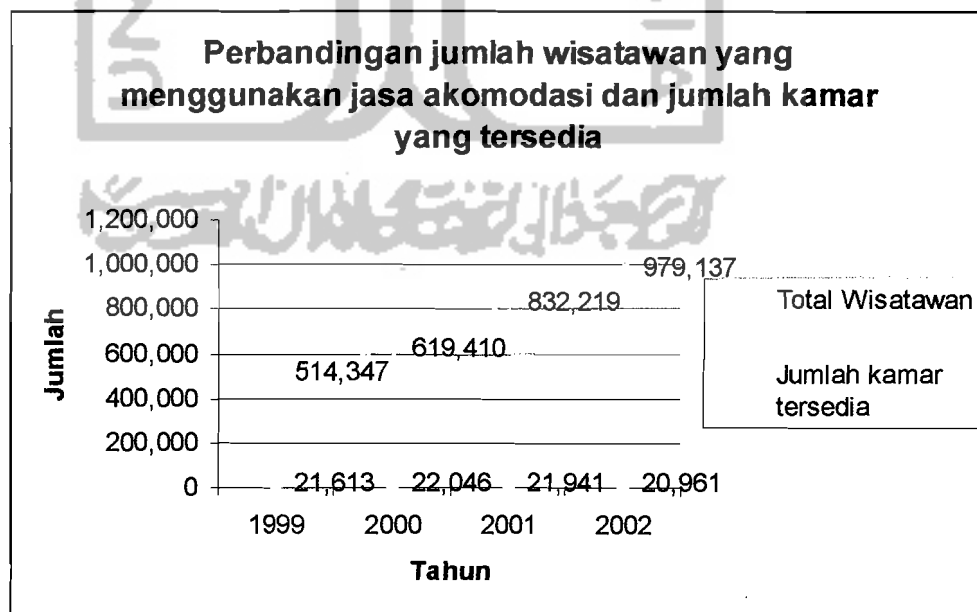 Perbandingan jumlah wisatawan yang
menggunakan jasa akomodasi dan jumlah kamar
yang tersedia
1,200,000
1,000,000
800,000
600,000
400,000
200,000
0
Jumlah
979,137
832,219
619,410
514,347
21,613 22,046 21,941 20,961
1999 2000 2001 2002
Tahun
Total Wisatawan
Jumlah kamar
tersedia